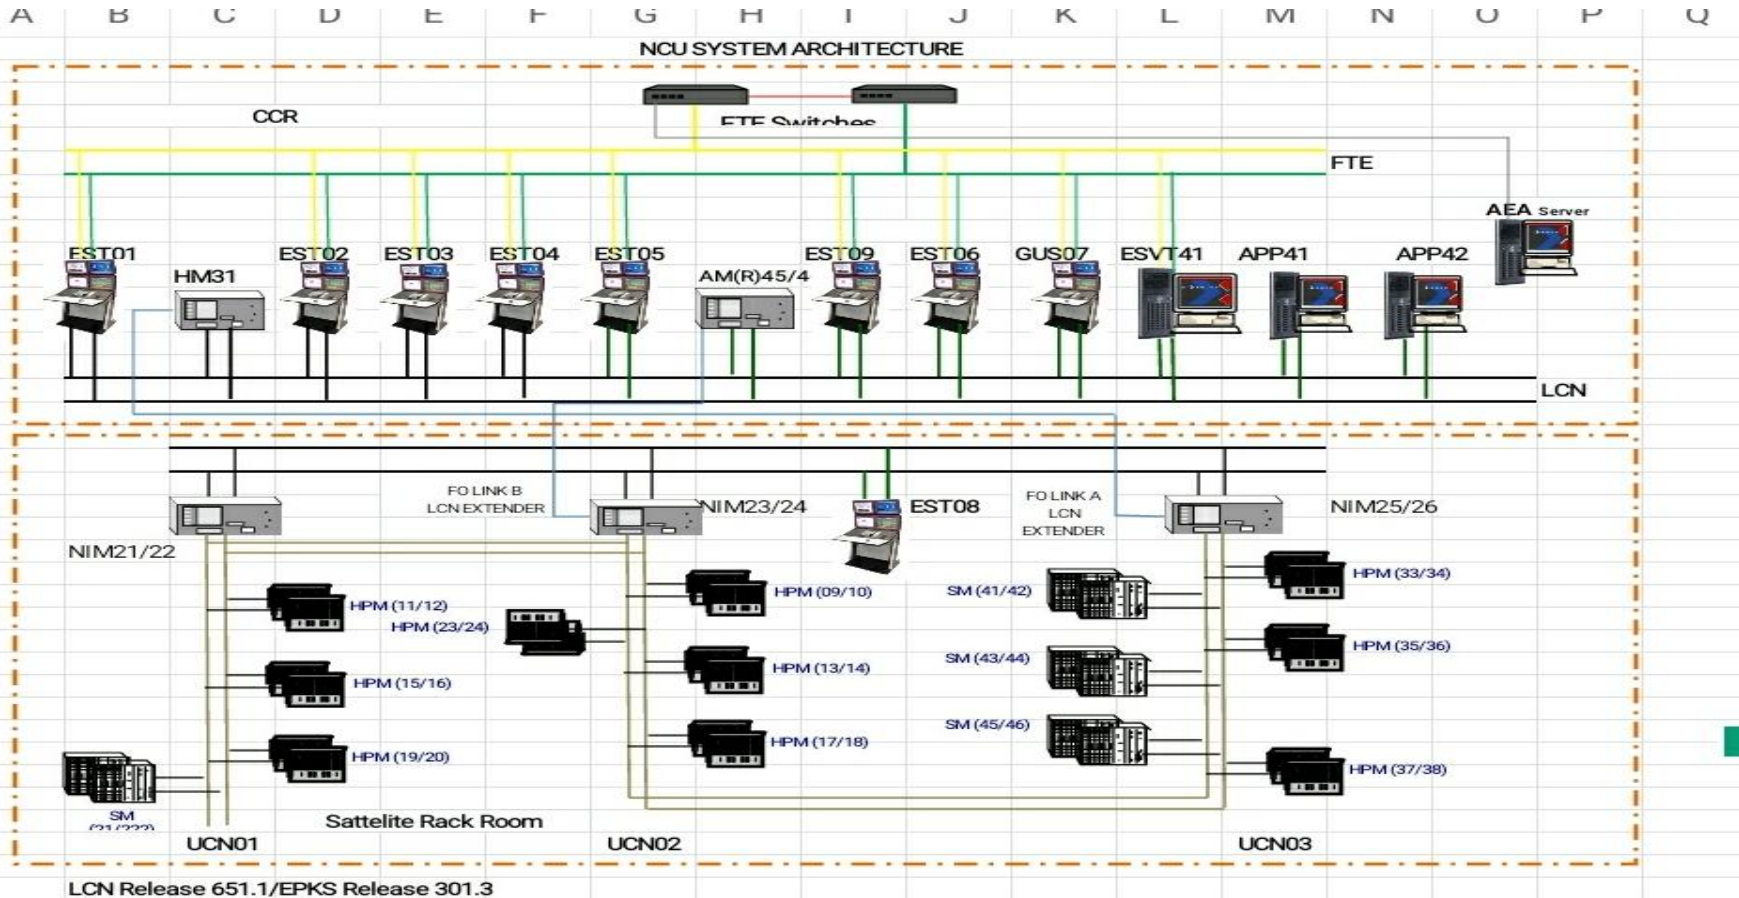 A B C D E F G H I J K L M N O P Q
NCU SYSTEM ARCHITECTURE
CCR
FTE Switches
FTE
AEA Server
EST01
EST02
EST03
EST04
EST05
EST09
EST06
GUS07
ESVT41
APP41
APP42
HM31
AM(R)45/4
LCN
FO LINK B
LCN EXTENDER
NIM23/24
EST08
FO LINK A
LCN
EXTENDER
NIM25/26
NIM21/22
HPM (11/12)
HPM (23/24)
HPM (09/10)
SM (41/42)
HPM (33/34)
HPM (15/16)
HPM (13/14)
SM (43/44)
HPM (35/36)
HPM (19/20)
HPM (17/18)
SM (45/46)
HPM (37/38)
SM
Sattelite Rack Room
UCN01
UCN02
UCN03
LCN Release 651.1/EPKS Release 301.3